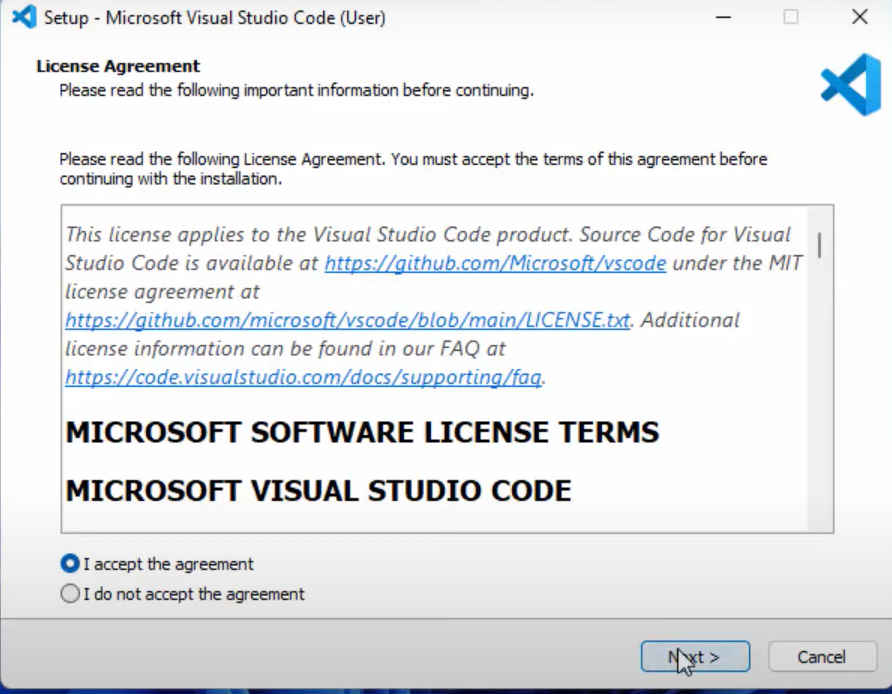 Setup - Microsoft Visual Studio Code (User)
License Agreement
Please read the following important information before continuing.
Please read the following License Agreement. You must accept the terms of this agreement before
continuing with the installation.
This license applies to the Visual Studio Code product. Source Code for Visual
Studio Code is available at https://github.com/Microsoft/vscode under the MIT
license agreement at
https://github.com/microsoft/vscode/blob/main/LICENSE.txt. Additional
license information can be found in our FAQ at
https://code.visualstudio.com/docs/supporting/faq.
MICROSOFT SOFTWARE LICENSE TERMS
MICROSOFT VISUAL STUDIO CODE
I accept the agreement
I do not accept the agreement
Next >
Cancel